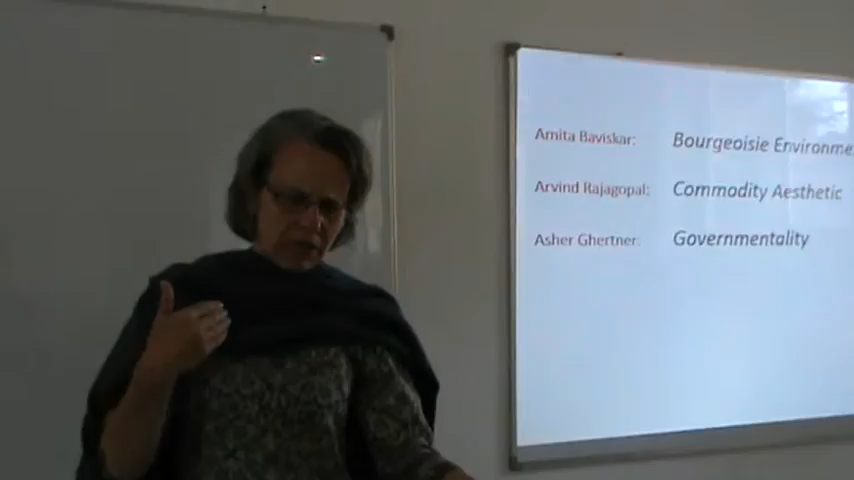 Amita Baviskar: Bourgeoisie Environme
Arvind Rajagopal: Commodity Aesthetic
Asher Ghertner: Governmentality